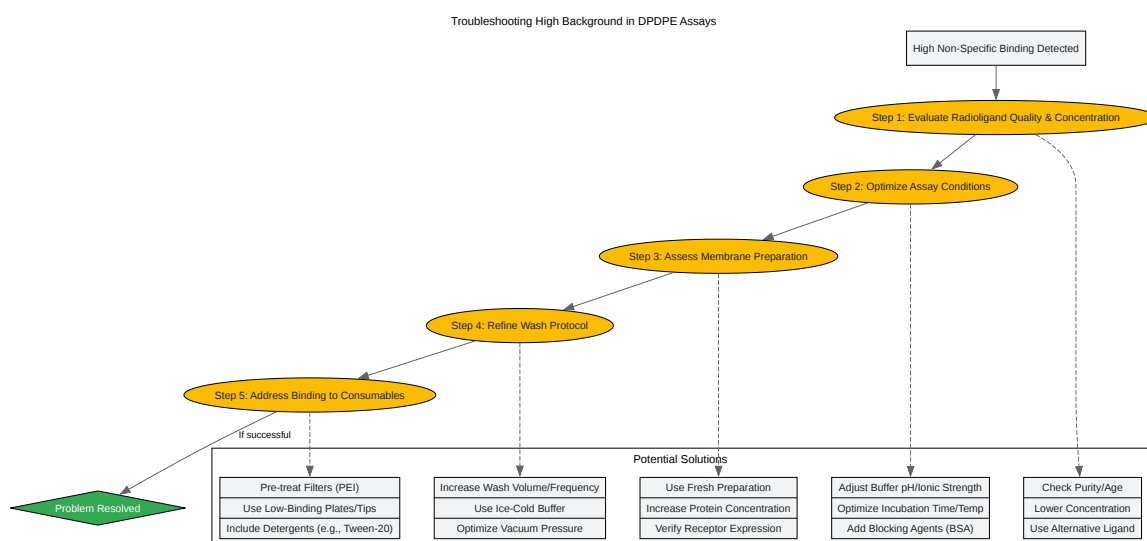 Troubleshooting High Background in DPDPE Assays
High Non-Specific Binding Detected
Step 1: Evaluate Radioligand Quality & Concentration
Step 2: Optimize Assay Conditions
Step 3: Assess Membrane Preparation
Step 4: Refine Wash Protocol
Step 5: Address Binding to Consumables
If successful
Problem Resolved
Potential Solutions
Pre-treat Filters (PEI)
Use Low-Binding Plates/Tips
Include Detergents (e.g., Tween-20)
Increase Wash Volume/Frequency
Use Ice-Cold Buffer
Optimize Vacuum Pressure
Use Fresh Preparation
Increase Protein Concentration
Verify Receptor Expression
Adjust Buffer pH/Ionic Strength
Optimize Incubation Time/Temp
Add Blocking Agents (BSA)
Check Purity/Age
Lower Concentration
Use Alternative Ligand